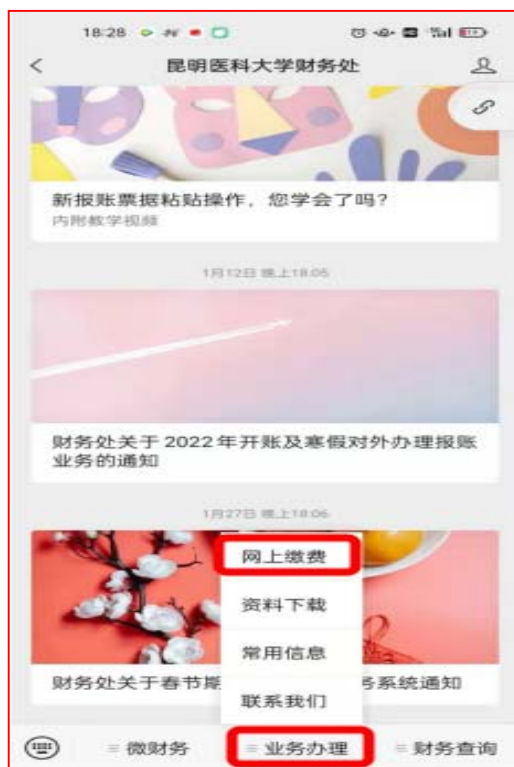 18:28
昆明医科大学财务处
新报账票据粘贴操作，您学会了吗？
内附教学视频
1月12日 晚上18:05
财务处关于 2022 年开账及寒假对外办理报账
业务的通知
1月27日 晚上18:06
网上缴费
资料下载
常用信息
联系我们
财务处关于春节期
务系统通知
微财务
业务办理
财务查询